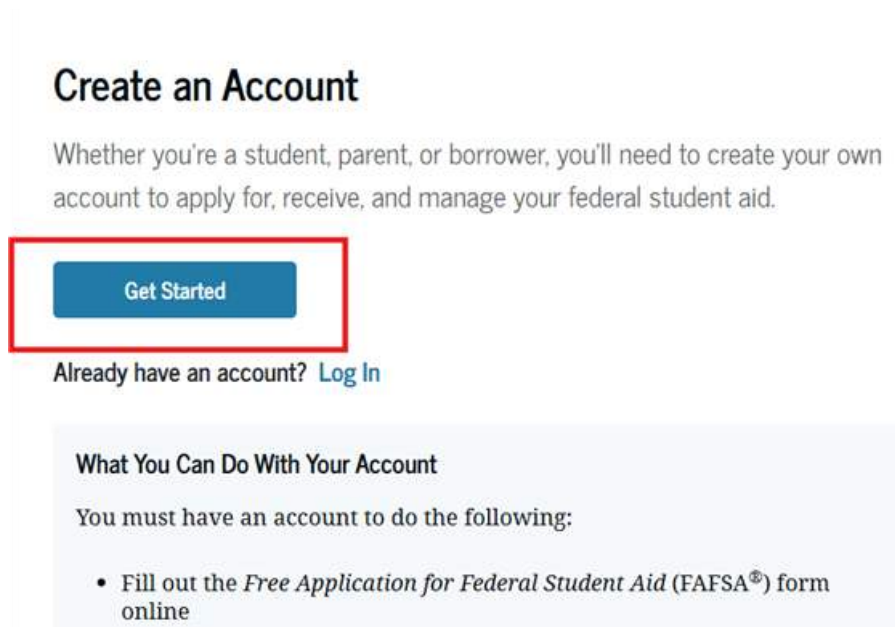 Create an Account
Whether you're a student, parent, or borrower, you'll need to create your own
account to apply for, receive, and manage your federal student aid.
Get Started
Already have an account? Log In
What You Can Do With Your Account
You must have an account to do the following:
• Fill out the Free Application for Federal Student Aid (FAFSA®) form
online